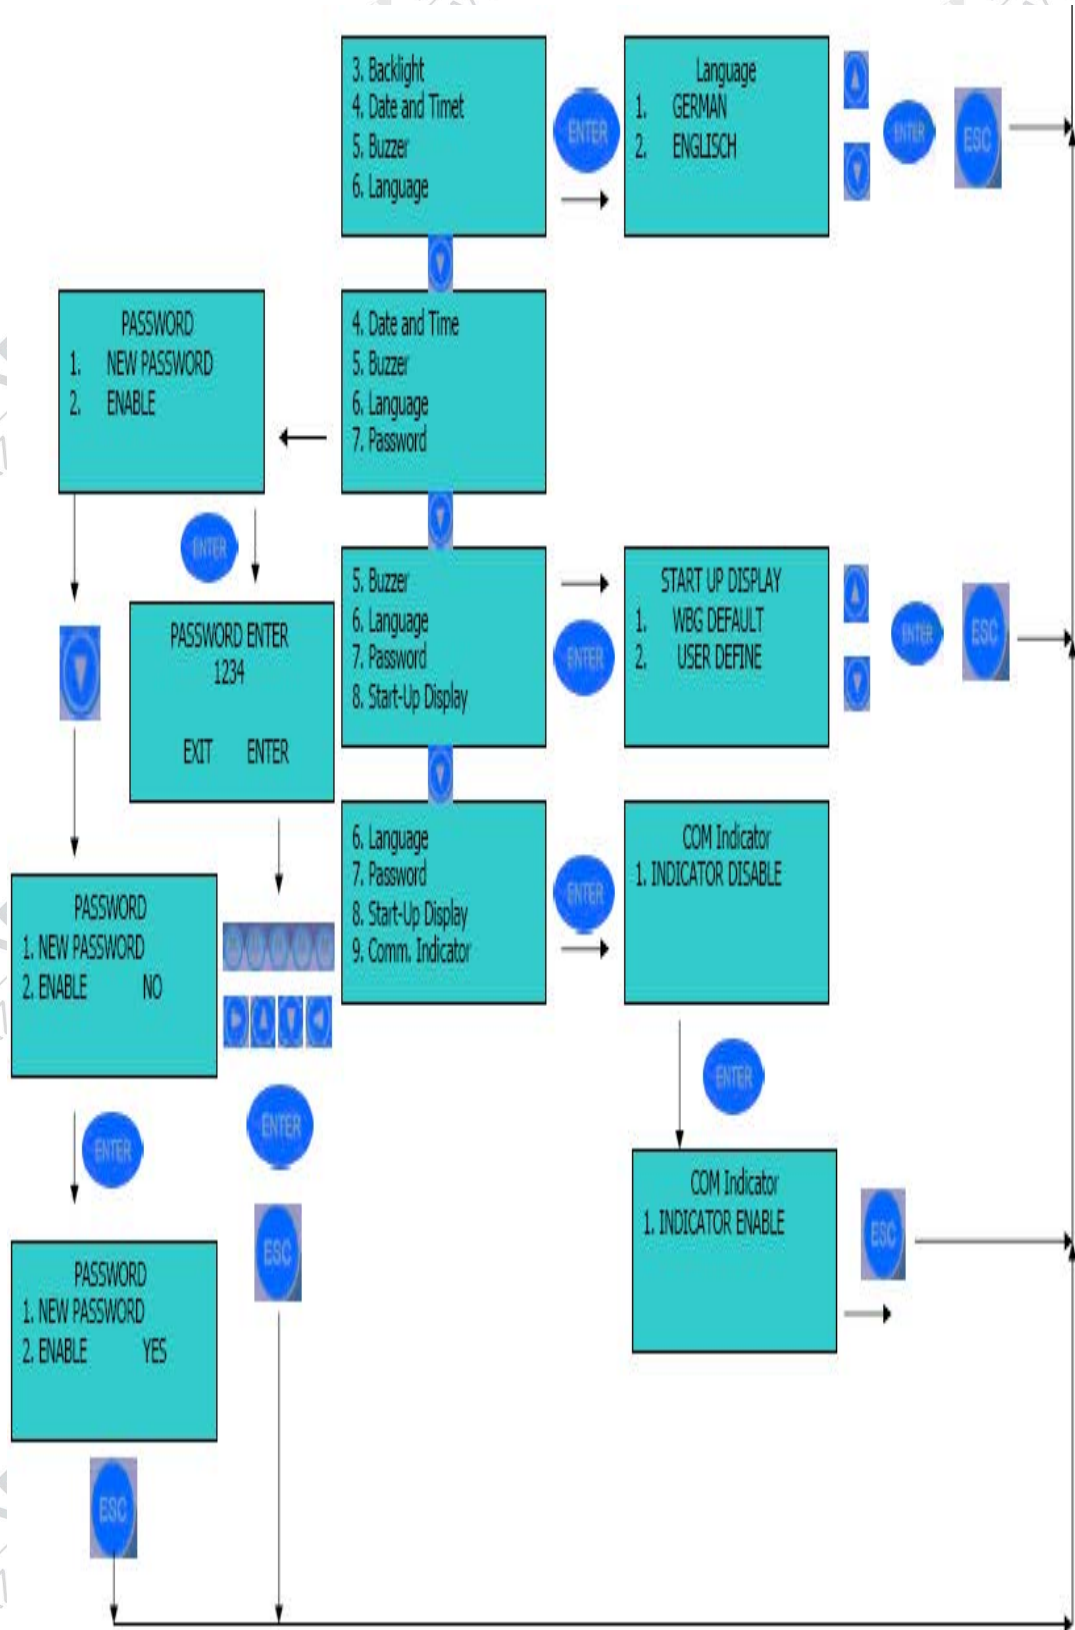 3. Backlight
4. Date and Timet
5. Buzzer
6. Language
ENTER
Language
1. GERMAN
2. ENGLISCH
ENTER
ESC
PASSWORD
1. NEW PASSWORD
2. ENABLE
4. Date and Time
5. Buzzer
6. Language
7. Password
ENTER
PASSWORD ENTER
1234
EXIT ENTER
5. Buzzer
6. Language
7. Password
8. Start-Up Display
ENTER
START UP DISPLAY
1. WBG DEFAULT
2. USER DEFINE
ENTER
ESC
6. Language
7. Password
8. Start-Up Display
9. Comm. Indicator
ENTER
COM Indicator
1. INDICATOR DISABLE
PASSWORD
1. NEW PASSWORD
2. ENABLE NO
ENTER
ENTER
ENTER
ESC
COM Indicator
1. INDICATOR ENABLE
ESC
PASSWORD
1. NEW PASSWORD
2. ENABLE YES
ESC